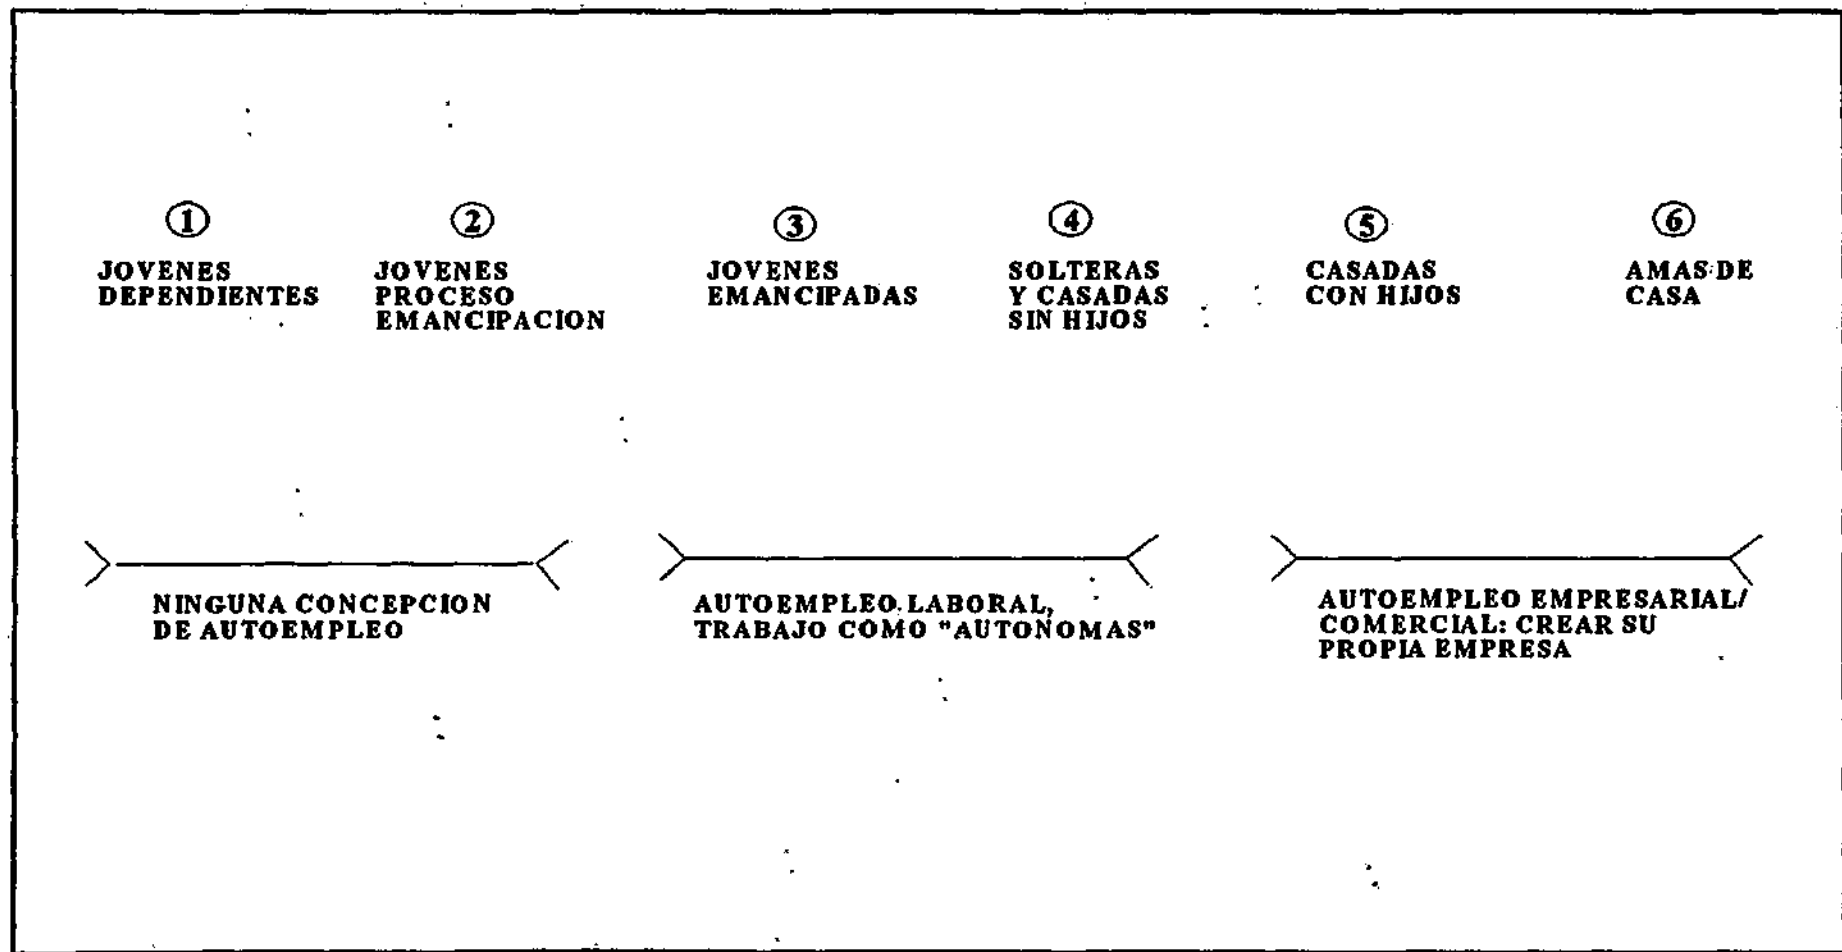 1
JOVENES
DEPENDIENTES
2
JOVENES
PROCESO
EMANCIPACION
3
JOVENES
EMANCIPADAS
4
SOLTERAS
Y CASADAS
SIN HIJOS
5
CASADAS
CON HIJOS
6
AMAS DE
CASA
NINGUNA CONCEPCION
DE AUTOEMPLEO
AUTOEMPLEO LABORAL,
TRABAJO COMO "AUTONOMAS"
AUTOEMPLEO EMPRESARIAL/
COMERCIAL: CREAR SU
PROPIA EMPRESA